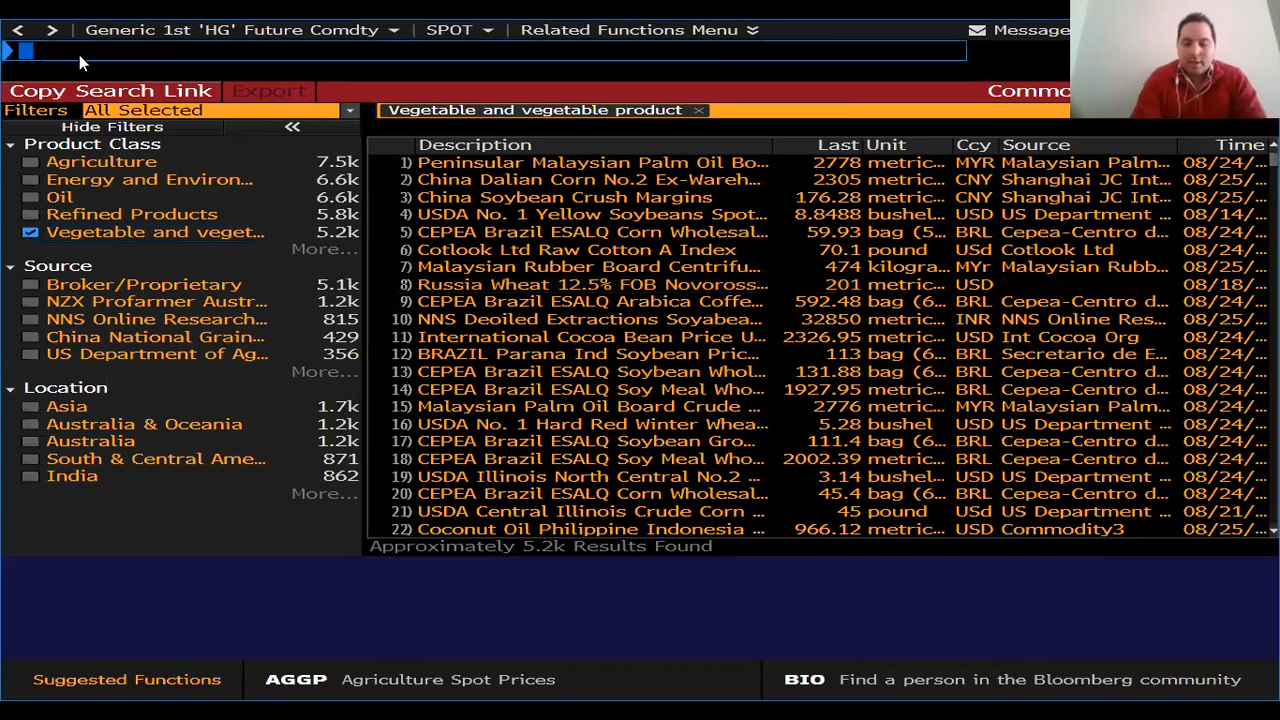 < > Generic 1st 'HG' Future Comdty SPOT Related Functions Menu Message
Copy Search Link Export Commo
Filters All Selected Vegetable and vegetable product ×
Hide Filters «
Product Class
Agriculture 7.5k
Energy and Environ... 6.6k
Oil 6.6k
Refined Products 5.8k
Vegetable and veget... 5.2k
More...
Source
Broker/Proprietary 5.1k
NZX Profarmer Austr... 1.2k
NNS Online Research... 815
China National Grain... 429
US Department of Ag... 356
More...
Location
Asia 1.7k
Australia & Oceania 1.2k
Australia 1.2k
South & Central Ame... 871
India 862
More...
Description Last Unit Ccy Source Time
1) Peninsular Malaysian Palm Oil Bo... 2778 metric... MYR Malaysian Palm... 08/24/...
2) China Dalian Corn No.2 Ex-Wareh... 2305 metric... CNY Shanghai JC Int... 08/25/...
3) China Soybean Crush Margins 176.28 metric... CNY Shanghai JC Int... 08/25/...
4) USDA No. 1 Yellow Soybeans Spot... 8.8488 bushel... USD US Department ... 08/14/...
5) CEPEA Brazil ESALQ Corn Wholesal... 59.93 bag (5... BRL Cepea-Centro d... 08/24/...
6) Cotlook Ltd Raw Cotton A Index 70.1 pound USd Cotlook Ltd 08/24/...
7) Malaysian Rubber Board Centrifu... 474 kilogra... MYr Malaysian Rubb... 08/25/...
8) Russia Wheat 12.5% FOB Novoross... 201 metric... USD 08/18/...
9) CEPEA Brazil ESALQ Arabica Coffe... 592.48 bag (6... BRL Cepea-Centro d... 08/24/...
10) NNS Deoiled Extractions Soyabea... 32850 metric... INR NNS Online Res... 08/25/...
11) International Cocoa Bean Price U... 2326.95 metric... USD Int Cocoa Org 08/24/...
12) BRAZIL Parana Ind Soybean Pric... 113 bag (6... BRL Secretario de E... 08/24/...
13) CEPEA Brazil ESALQ Soybean Whol... 131.88 bag (6... BRL Cepea-Centro d... 08/24/...
14) CEPEA Brazil ESALQ Soy Meal Who... 1927.95 metric... BRL Cepea-Centro d... 08/24/...
15) Malaysian Palm Oil Board Crude ... 2776 metric... MYR Malaysian Palm... 08/24/...
16) USDA No. 1 Hard Red Winter Whea... 5.28 bushel USD US Department ... 08/24/...
17) CEPEA Brazil ESALQ Soybean Gro... 111.4 bag (6... BRL Cepea-Centro d... 08/24/...
18) CEPEA Brazil ESALQ Soy Meal Who... 2002.39 metric... BRL Cepea-Centro d... 08/24/...
19) USDA Illinois North Central No.2 ... 3.14 bushel... USD US Department ... 08/24/...
20) CEPEA Brazil ESALQ Corn Wholesal... 45.4 bag (6... BRL Cepea-Centro d... 08/24/...
21) USDA Central Illinois Crude Corn ... 45 pound USd US Department ... 08/21/...
22) Coconut Oil Philippine Indonesia ... 966.12 metric... USD Commodity3 08/25/...
Approximately 5.2k Results Found
Suggested Functions AGGP Agriculture Spot Prices BIO Find a person in the Bloomberg community